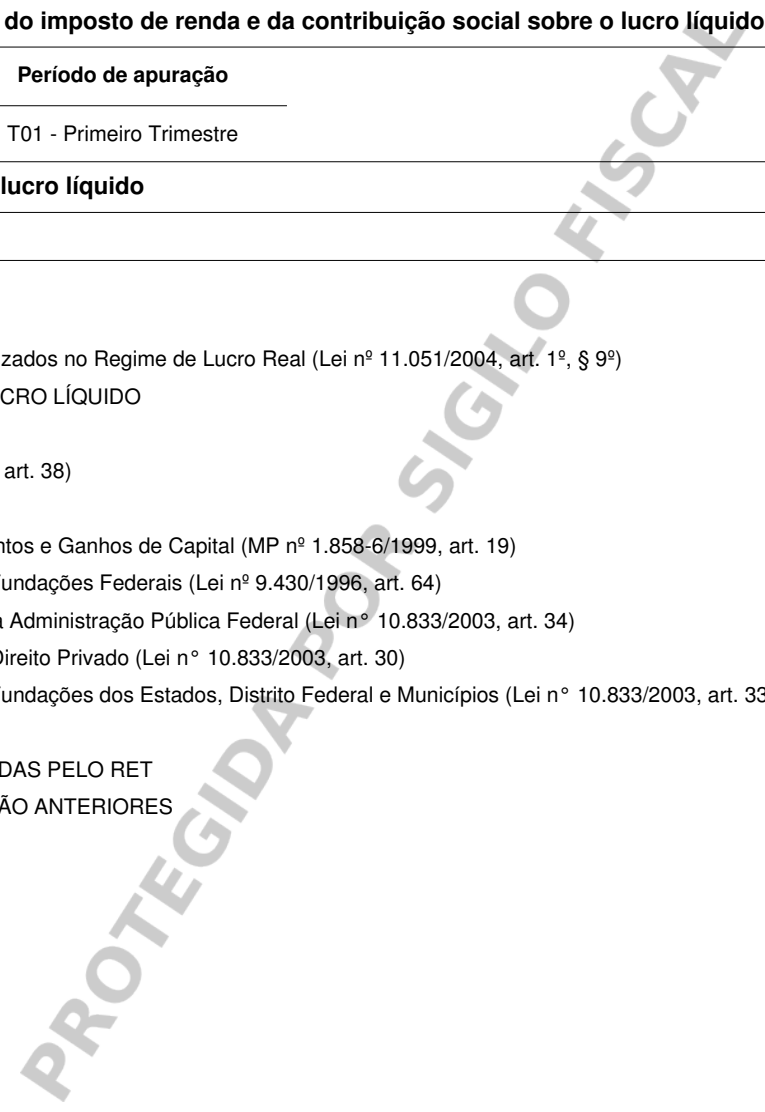 do imposto de renda e da contribuição social sobre o lucro líquido
Período de apuração
T01 - Primeiro Trimestre
lucro líquido
zados no Regime de Lucro Real (Lei nº 11.051/2004, art. 1º, § 9º)
CRO LÍQUIDO
art. 38)
ntos e Ganhos de Capital (MP nº 1.858-6/1999, art. 19)
undações Federais (Lei nº 9.430/1996, art. 64)
a Administração Pública Federal (Lei n° 10.833/2003, art. 34)
Direito Privado (Lei n° 10.833/2003, art. 30)
undações dos Estados, Distrito Federal e Municípios (Lei n° 10.833/2003, art. 33
DAS PELO RET
ÃO ANTERIORES
PROTEGIDA POR SIGILO FISCAL